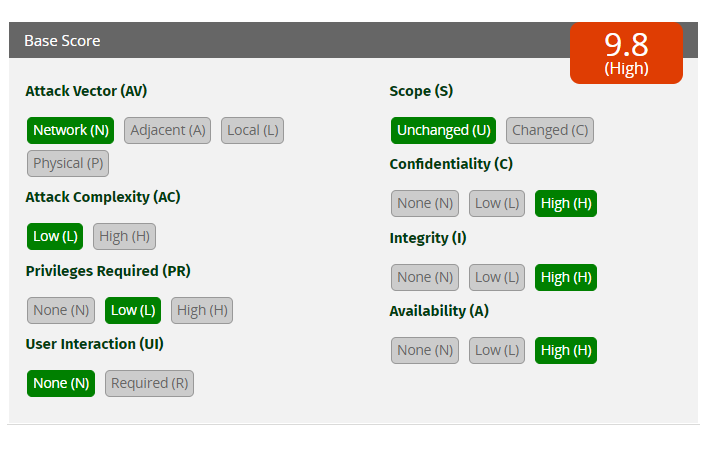 Base Score
9.8
(High)
Attack Vector (AV)
Network (N) Adjacent (A) Local (L)
Physical (P)
Attack Complexity (AC)
Low (L) High (H)
Privileges Required (PR)
None (N) Low (L) High (H)
User Interaction (UI)
None (N) Required (R)
Scope (S)
Unchanged (U) Changed (C)
Confidentiality (C)
None (N) Low (L) High (H)
Integrity (I)
None (N) Low (L) High (H)
Availability (A)
None (N) Low (L) High (H)